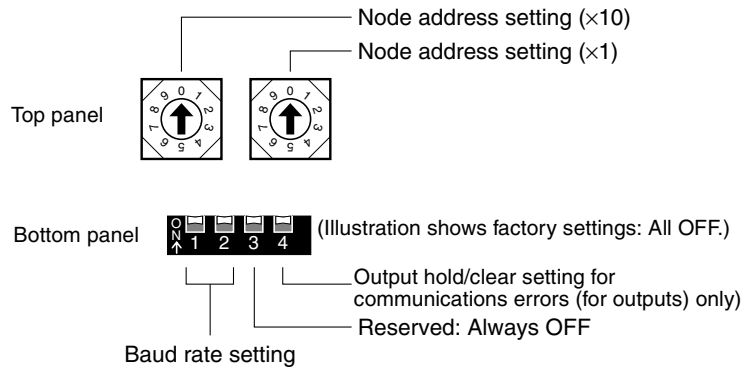 Node address setting (×10)
Node address setting (×1)
Top panel
0 1 2 3 4 5 6 7 8 9
0 1 2 3 4 5 6 7 8 9
Bottom panel
ON
1 2 3 4
(Illustration shows factory settings: All OFF.)
Output hold/clear setting for
communications errors (for outputs) only)
Reserved: Always OFF
Baud rate setting